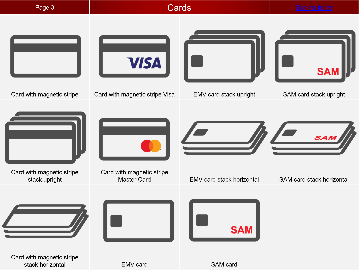 Page 3
Cards
Card with magnetic stripe
VISA
Card with magnetic stripe Visa
EMV card stack upright
SAM
SAM card stack upright
Card with magnetic stripe
stack upright
Card with magnetic stripe
Master Card
EMV card stack horizontal
SAM
SAM card stack horizontal
Card with magnetic stripe
stack horizontal
EMV card
SAM
SAM card